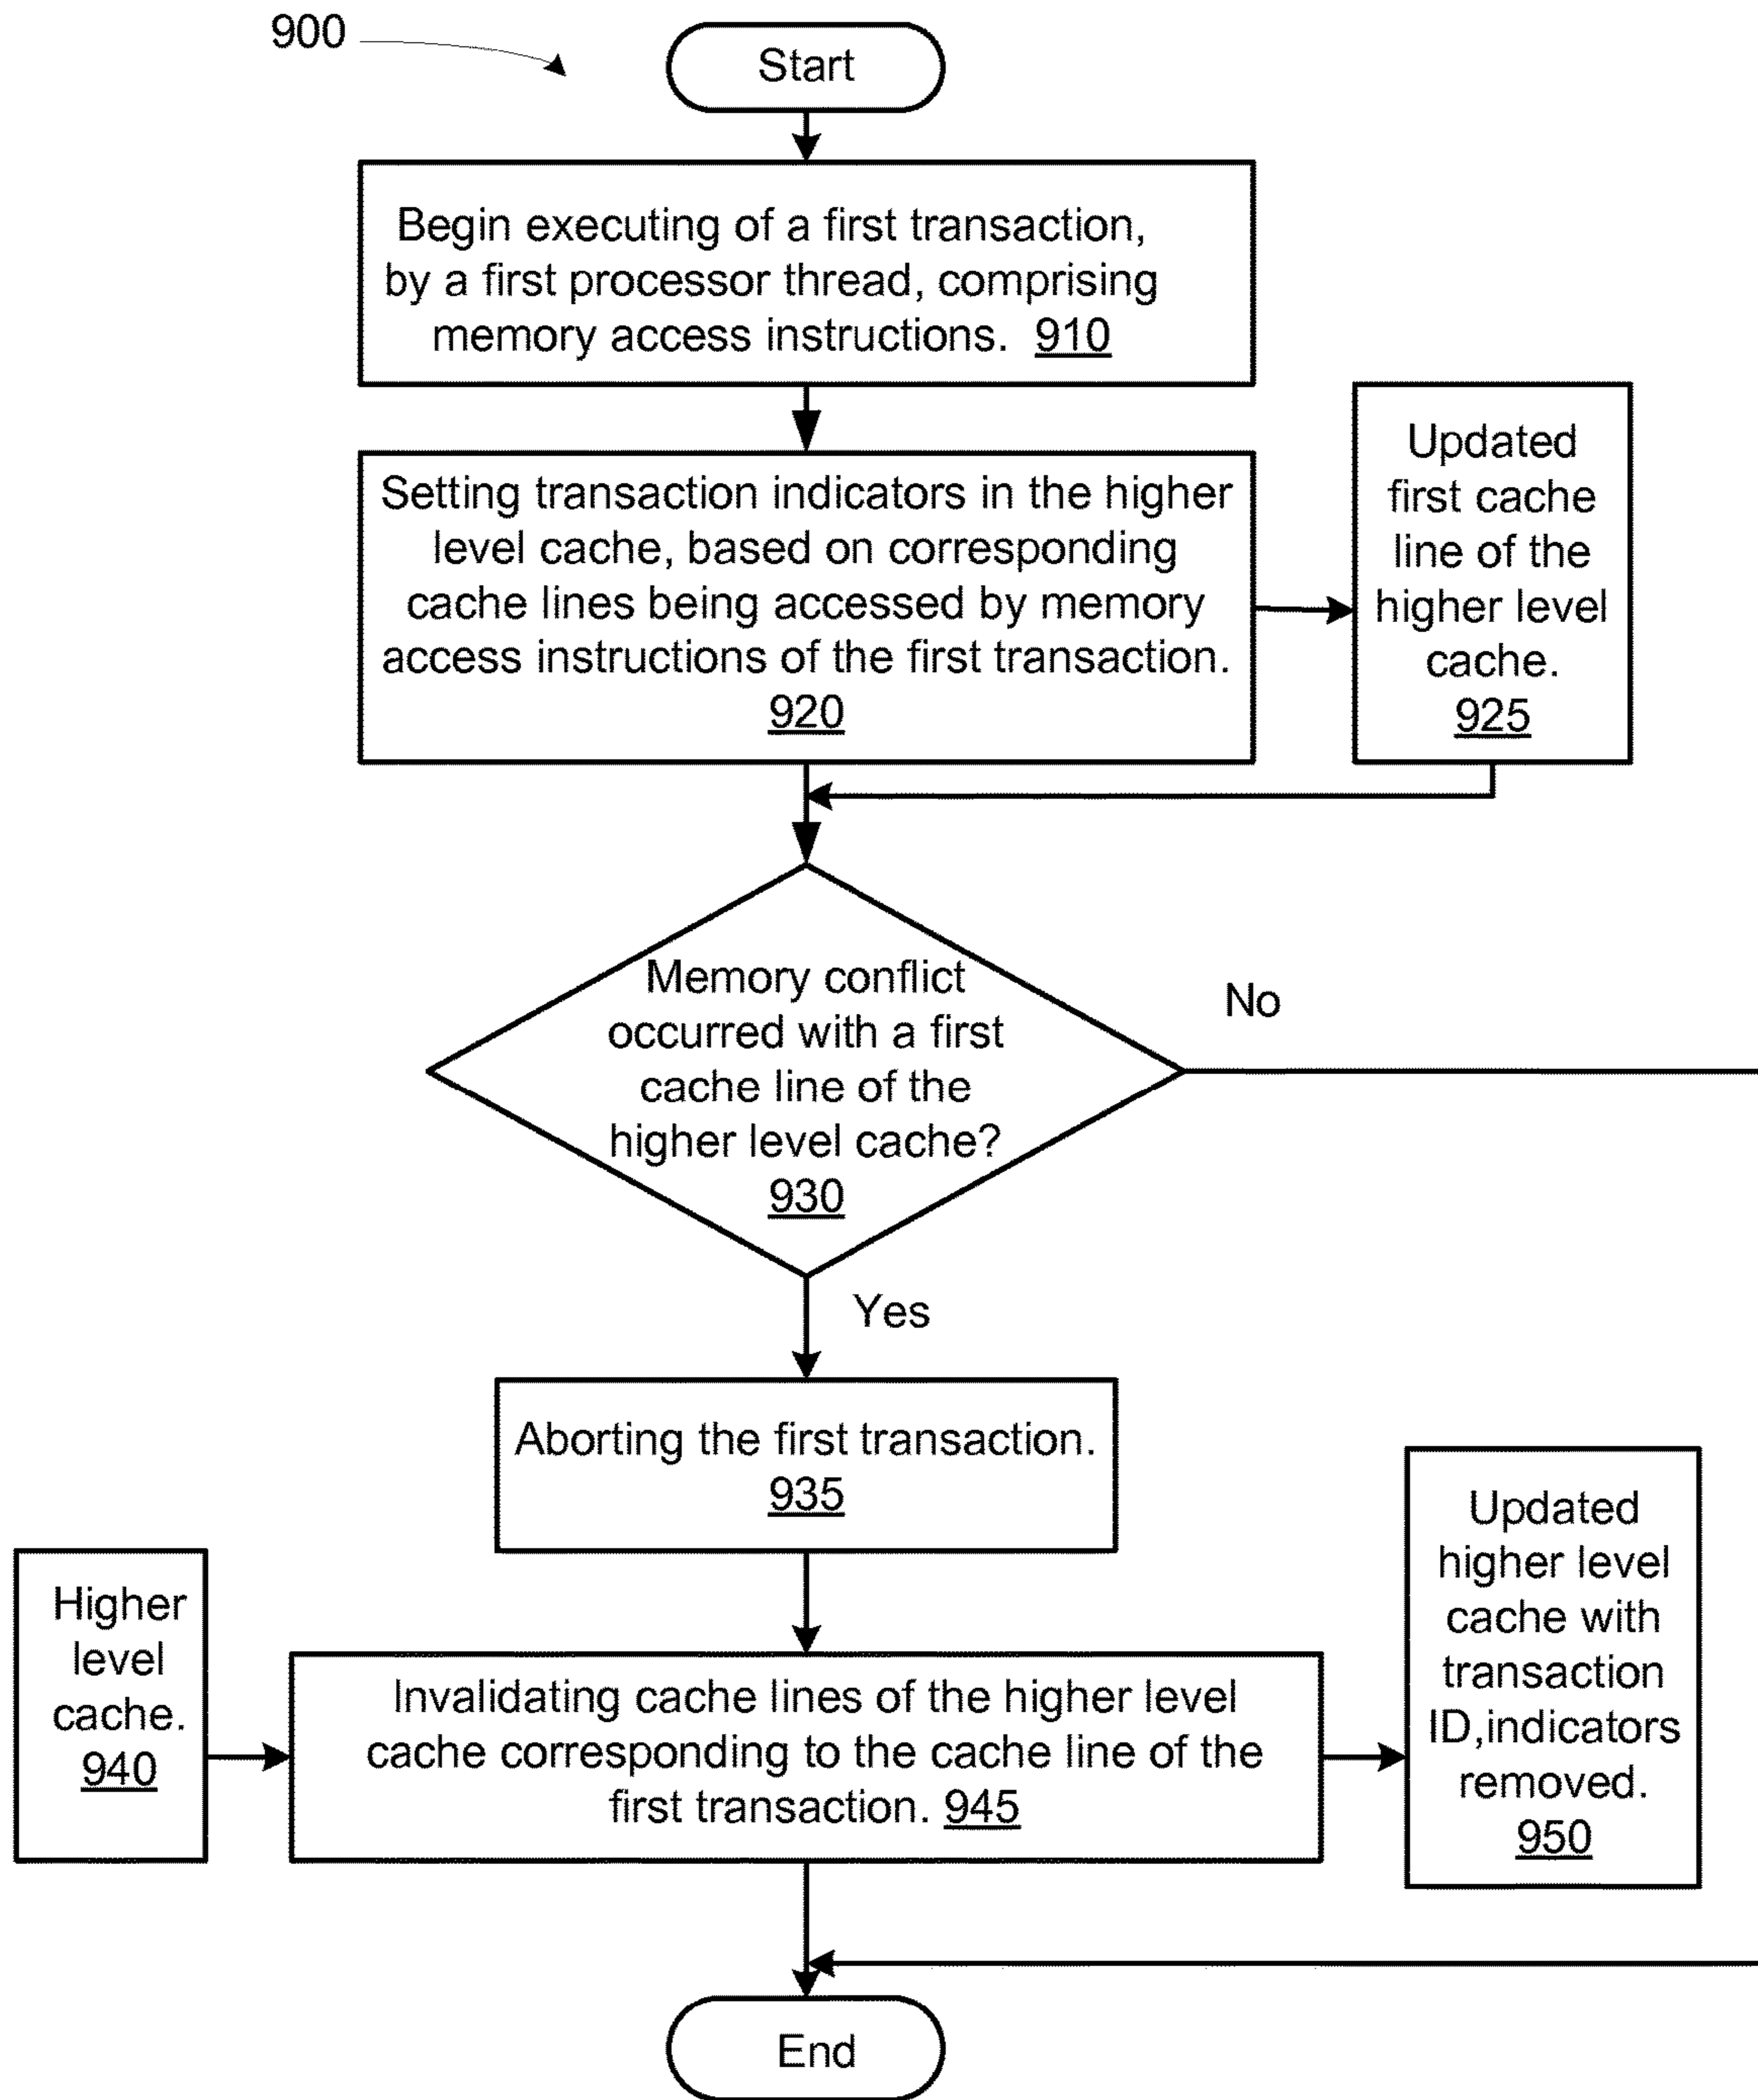 900
Start
Begin executing of a first transaction,
by a first processor thread, comprising
memory access instructions. 910
Setting transaction indicators in the higher
level cache, based on corresponding
cache lines being accessed by memory
access instructions of the first transaction.
920
Updated
first cache
line of the
higher level
cache.
925
Memory conflict
occurred with a first
cache line of the
higher level cache?
930
No
Yes
Aborting the first transaction.
935
Higher
level
cache.
940
Invalidating cache lines of the higher level
cache corresponding to the cache line of the
first transaction. 945
Updated
higher level
cache with
transaction
ID,indicators
removed.
950
End